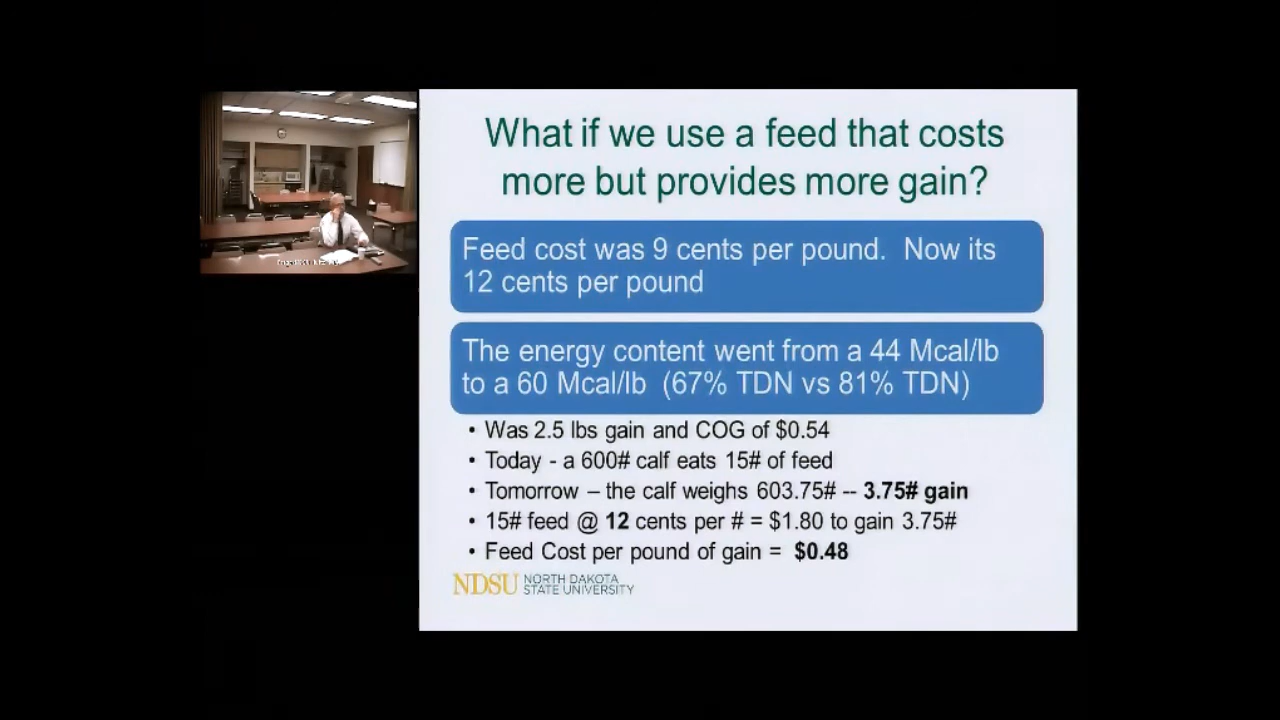 What if we use a feed that costs
more but provides more gain?
Feed cost was 9 cents per pound.  Now its
12 cents per pound
The energy content went from a 44 Mcal/lb
to a 60 Mcal/lb  (67% TDN vs 81% TDN)
• Was 2.5 lbs gain and COG of $0.54
• Today - a 600# calf eats 15# of feed
• Tomorrow – the calf weighs 603.75# -- 3.75# gain
• 15# feed @ 12 cents per # = $1.80 to gain 3.75#
• Feed Cost per pound of gain =  $0.48
NDSU NORTH DAKOTA
STATE UNIVERSITY